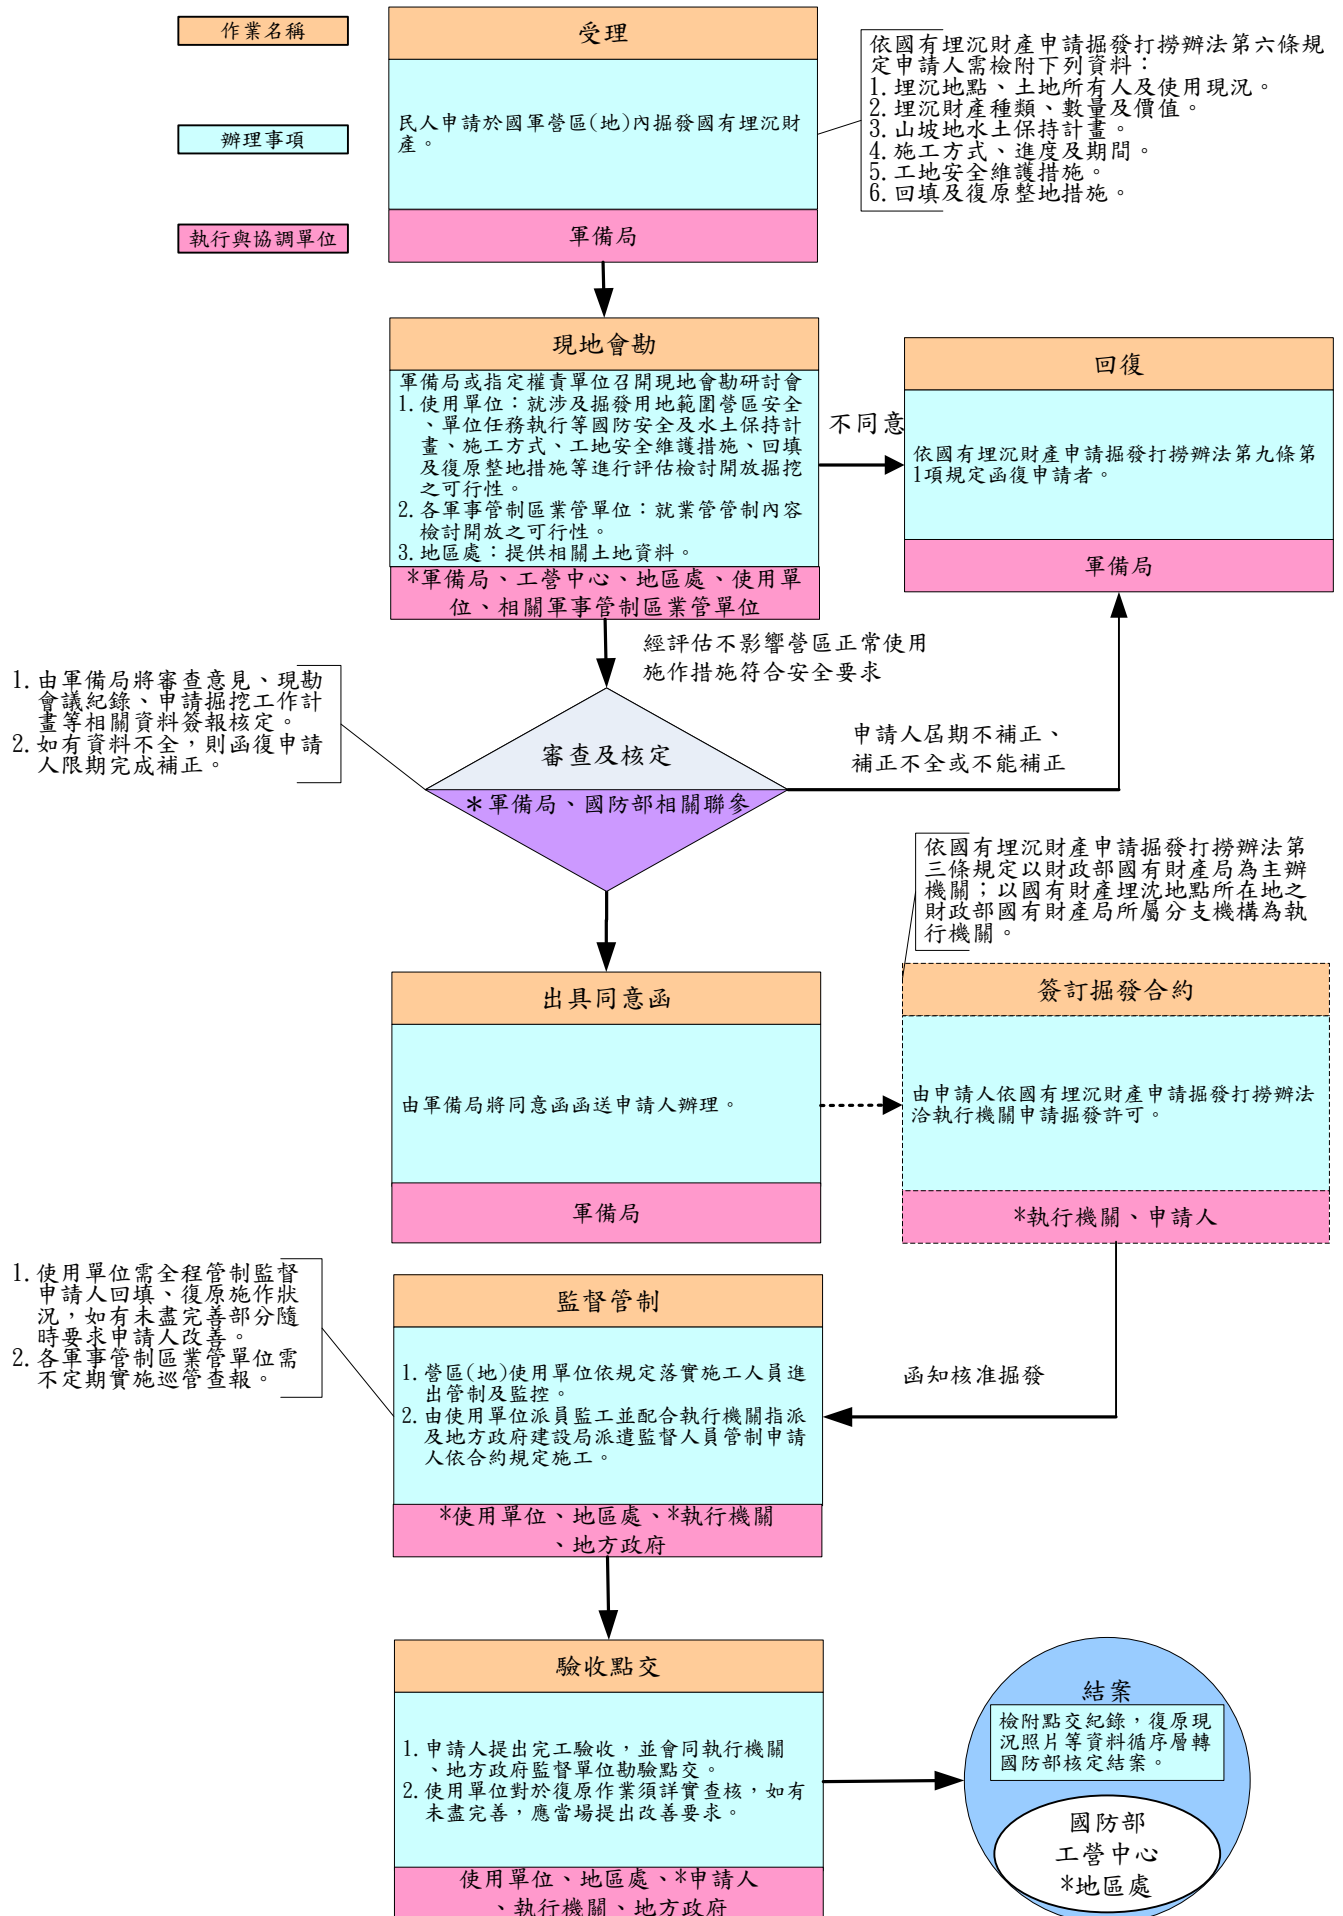 作業名稱
辦理事項
執行與協調單位
受理
民人申請於國軍營區(地)內掘發國有埋沉財
產。
軍備局
依國有埋沉財產申請掘發打撈辦法第六條規
定申請人需檢附下列資料：
1.埋沉地點、土地所有人及使用現況。
2.埋沉財產種類、數量及價值。
3.山坡地水土保持計畫。
4.施工方式、進度及期間。
5.工地安全維護措施。
6.回填及復原整地措施。
現地會勘
軍備局或指定權責單位召開現地會勘研討會
1.使用單位：就涉及掘發用地範圍營區安全
、單位任務執行等國防安全及水土保持計
畫、施工方式、工地安全維護措施、回填
及復原整地措施等進行評估檢討開放掘挖
之可行性。
2.各軍事管制區業管單位：就業管管制內容
檢討開放之可行性。
3.地區處：提供相關土地資料。
*軍備局、工營中心、地區處、使用單
位、相關軍事管制區業管單位
不同意
回復
依國有埋沉財產申請掘發打撈辦法第九條第
1項規定函復申請者。
軍備局
經評估不影響營區正常使用
施作措施符合安全要求
1.由軍備局將審查意見、現勘
會議紀錄、申請掘挖工作計
畫等相關資料簽報核定。
2.如有資料不全，則函復申請
人限期完成補正。
審查及核定
＊軍備局、國防部相關聯參
申請人屆期不補正、
補正不全或不能補正
依國有埋沉財產申請掘發打撈辦法第
三條規定以財政部國有財產局為主辦
機關；以國有財產埋沈地點所在地之
財政部國有財產局所屬分支機構為執
行機關。
出具同意函
由軍備局將同意函函送申請人辦理。
軍備局
簽訂掘發合約
由申請人依國有埋沉財產申請掘發打撈辦法
洽執行機關申請掘發許可。
*執行機關、申請人
函知核准掘發
1.使用單位需全程管制監督
申請人回填、復原施作狀
況，如有未盡完善部分隨
時要求申請人改善。
2.各軍事管制區業管單位需
不定期實施巡管查報。
監督管制
1.營區(地)使用單位依規定落實施工人員進
出管制及監控。
2.由使用單位派員監工並配合執行機關指派
及地方政府建設局派遣監督人員管制申請
人依合約規定施工。
*使用單位、地區處、*執行機關
、地方政府
驗收點交
1.申請人提出完工驗收，並會同執行機關
、地方政府監督單位勘驗點交。
2.使用單位對於復原作業須詳實查核，如有
未盡完善，應當場提出改善要求。
使用單位、地區處、*申請人
、執行機關、地方政府
結案
檢附點交紀錄，復原現
況照片等資料循序層轉
國防部核定結案。
國防部
工營中心
*地區處